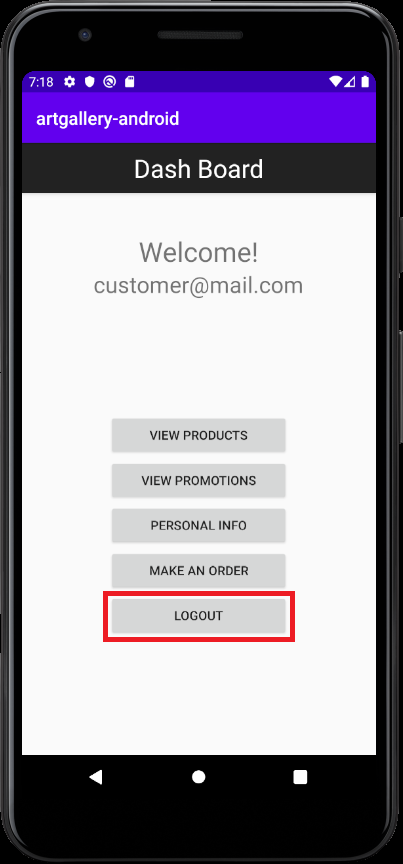 7:18
artgallery-android
Dash Board
Welcome!
customer@mail.com
VIEW PRODUCTS
VIEW PROMOTIONS
PERSONAL INFO
MAKE AN ORDER
LOGOUT